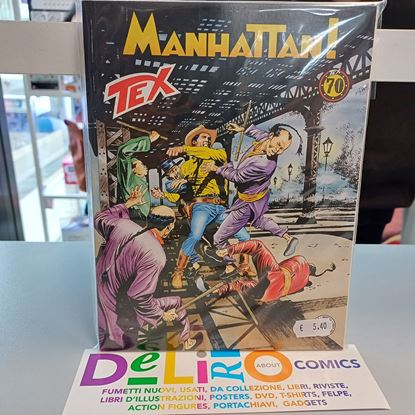 MANHATTAN!
TEX
70
€ 5.40
DeLiRiO ABOUT COMICS
FUMETTI NUOVI, USATI, DA COLLEZIONE, LIBRI, RIVISTE,
LIBRI D'ILLUSTRAZIONI, POSTERS, DVD, T-SHIRTS, FELPE,
ACTION FIGURES, PORTACHIAVI, GADGETS